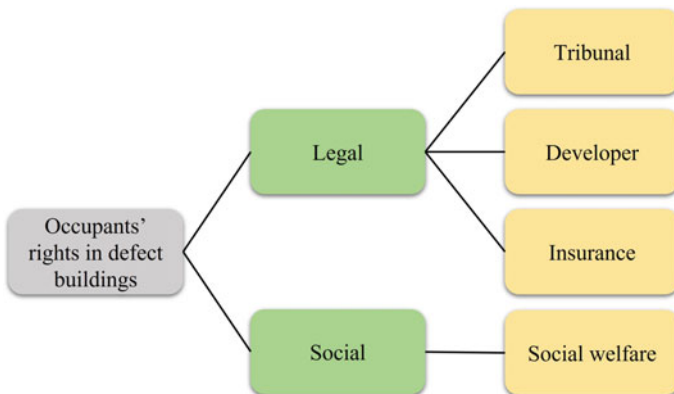 Tribunal
Legal
Developer
Occupants’
rights in defect
buildings
Insurance
Social
Social welfare